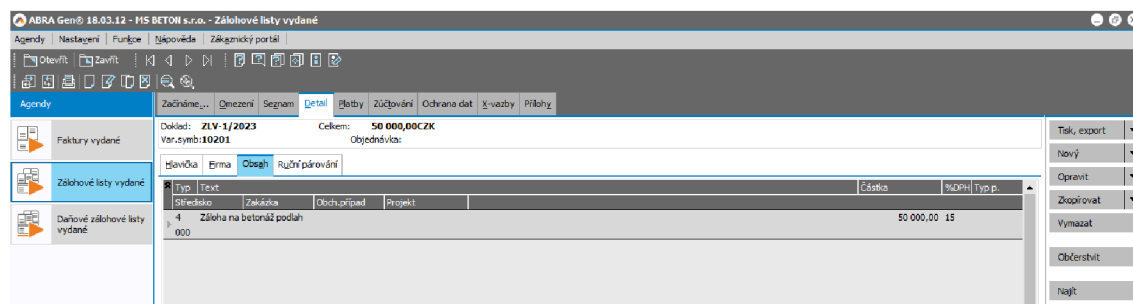 ABRA Gen® 18.03.12 - MS BETON s.r.o. - Zálohové listy vydané
Agendy Nastavení Funkce Nápověda Zákaznický portál
Otevřít Zavřít
Agendy
Začínáme... Omezení Seznam Detail Platby Zúčtování Ochrana dat X-vazby Přílohy
Faktury vydané
Zálohové listy vydané
Daňové zálohové listy
vydané
Doklad: ZLV-1/2023 Celkem: 50 000,00CZK
Var.symb:10201 Objednávka:
Hlavička Firma Obsah Ruční párování
Typ Text Částka %DPH Typ p.
Středisko Zakázka Obch.případ Projekt
4 Záloha na betonáž podlah 50 000,00 15
000
Tisk, export
Nový
Opravit
Zkopírovat
Vymazat
Občerstvit
Najít